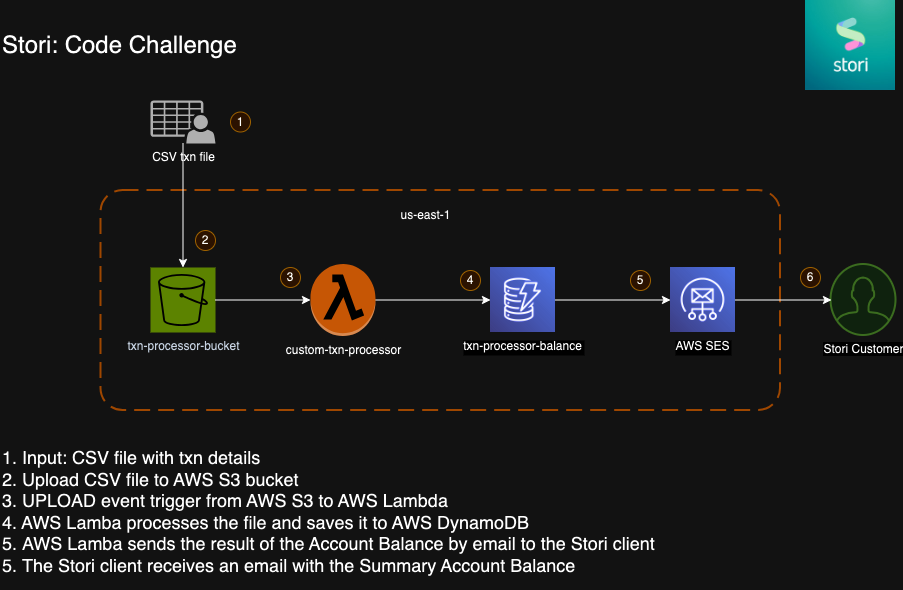 Stori: Code Challenge
stori
1
CSV txn file
us-east-1
2
3
4
5
6
txn-processor-bucket
custom-txn-processor
txn-processor-balance
AWS SES
Stori Customer
1. Input: CSV file with txn details
2. Upload CSV file to AWS S3 bucket
3. UPLOAD event trigger from AWS S3 to AWS Lambda
4. AWS Lamba processes the file and saves it to AWS DynamoDB
5. AWS Lamba sends the result of the Account Balance by email to the Stori client
5. The Stori client receives an email with the Summary Account Balance